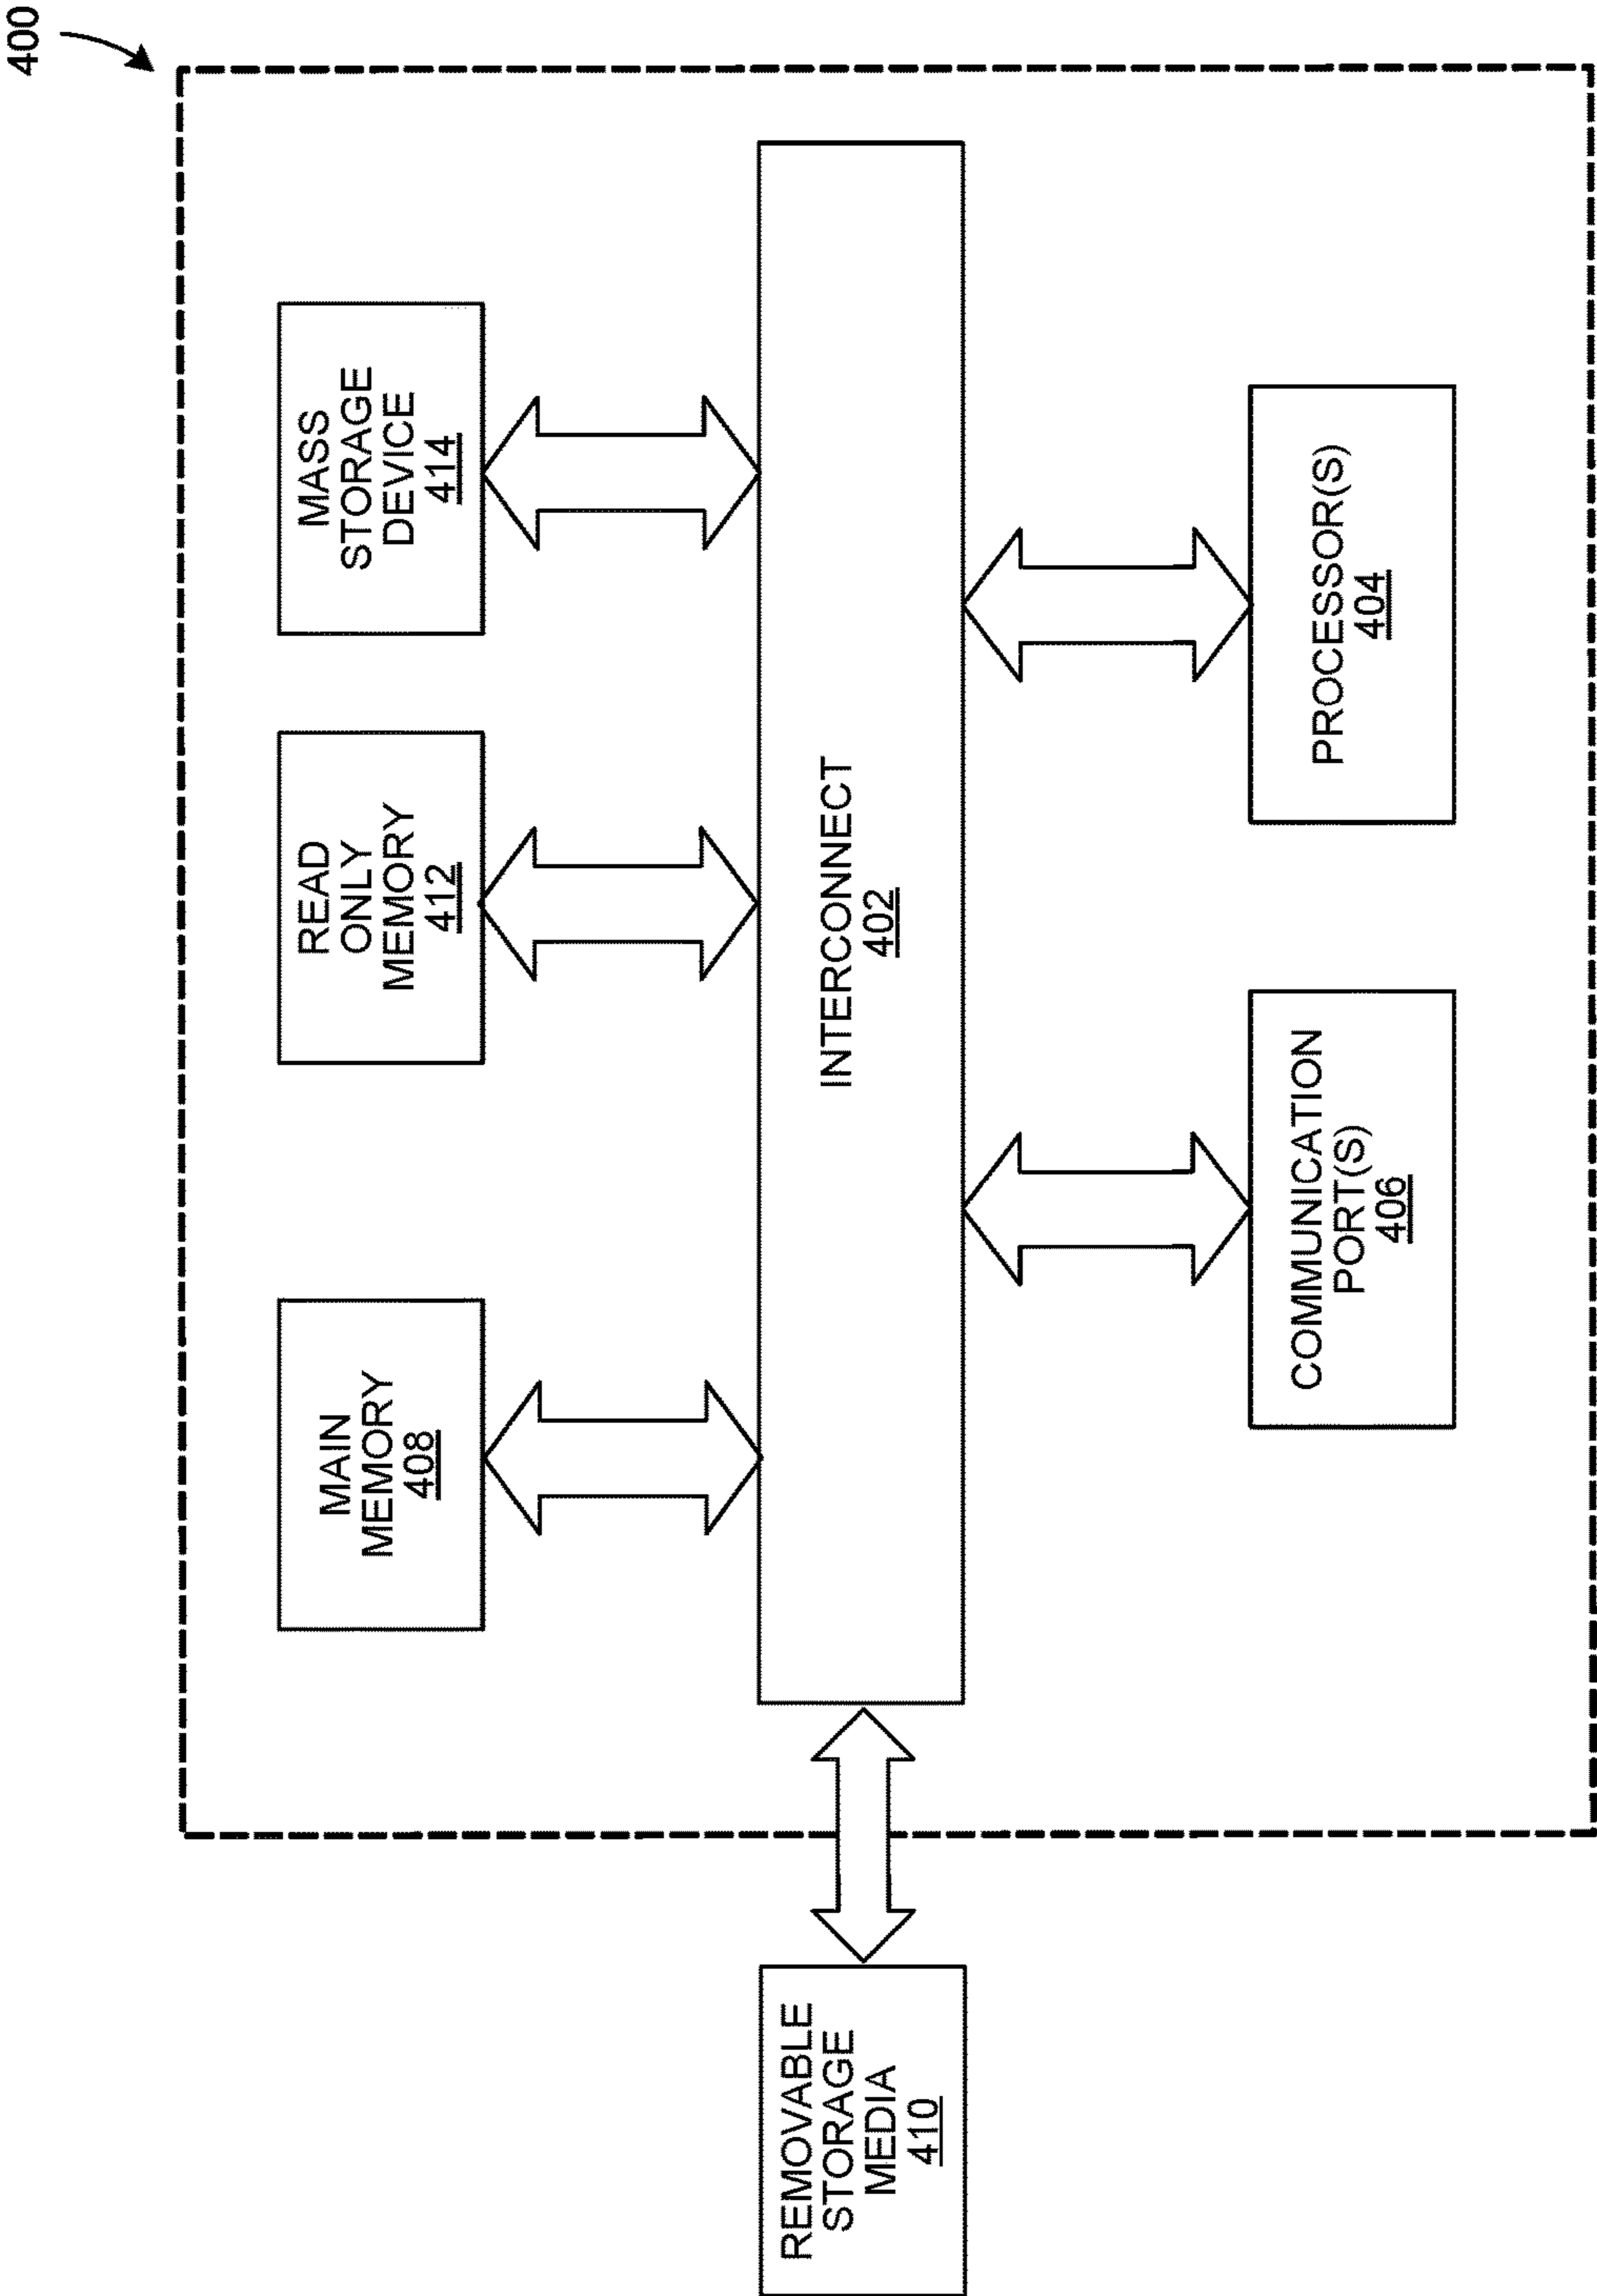 400
MAIN
MEMORY
408
READ
ONLY
MEMORY
412
MASS
STORAGE
DEVICE
414
REMOVABLE
STORAGE
MEDIA
410
INTERCONNECT
402
COMMUNICATION
PORT(S)
406
PROCESSOR(S)
404